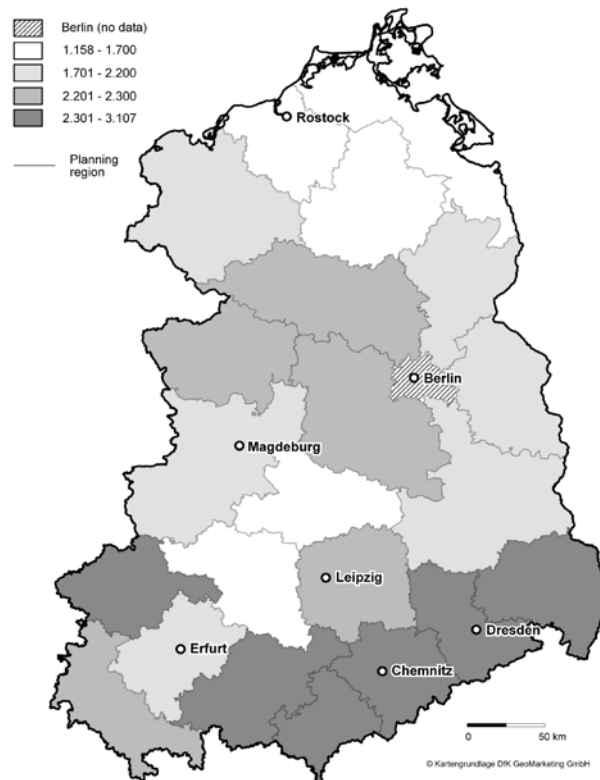 Berlin (no data)
1.158 - 1.700
1.701 - 2.200
2.201 - 2.300
2.301 - 3.107
Planning
region
Rostock
Berlin
Magdeburg
Leipzig
Dresden
Erfurt
Chemnitz
0 50 km
© Kartengrundlage DfK GeoMarketing GmbH